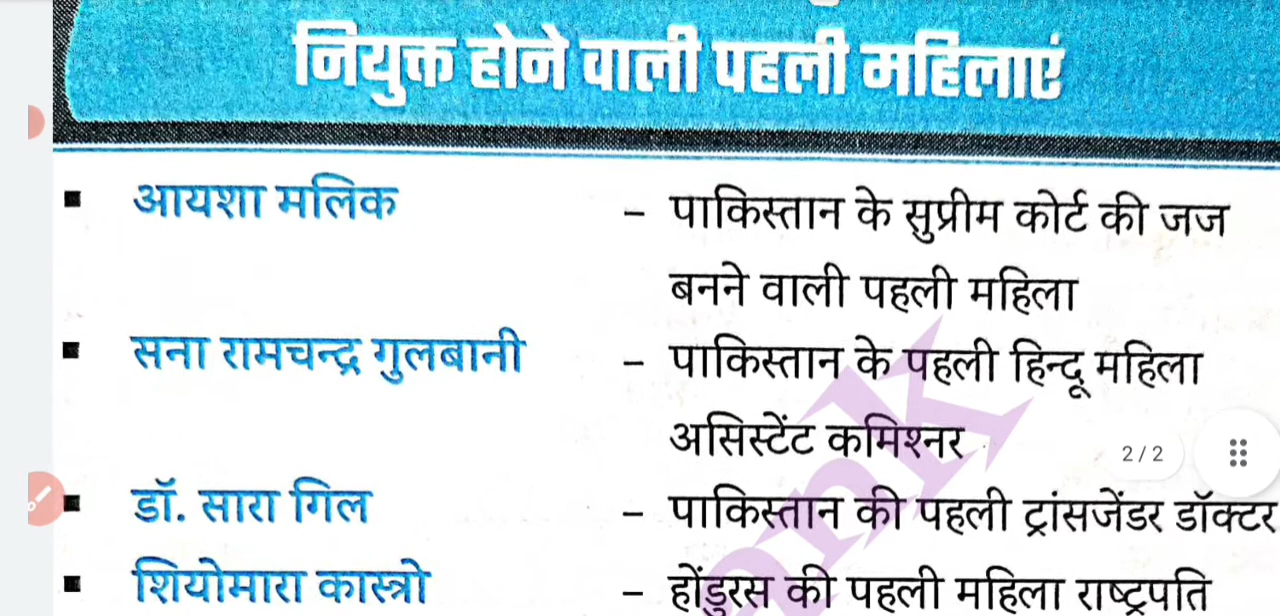 नियुक्त होने वाली पहली महिलाएं
▪ आयशा मलिक – पाकिस्तान के सुप्रीम कोर्ट की जज
बनने वाली पहली महिला
▪ सना रामचन्द्र गुलबानी – पाकिस्तान के पहली हिन्दू महिला
असिस्टेंट कमिश्नर
2 / 2
▪ डॉ. सारा गिल – पाकिस्तान की पहली ट्रांसजेंडर डॉक्टर
▪ शियोमारा कास्त्रो – होंडुरस की पहली महिला राष्ट्रपति